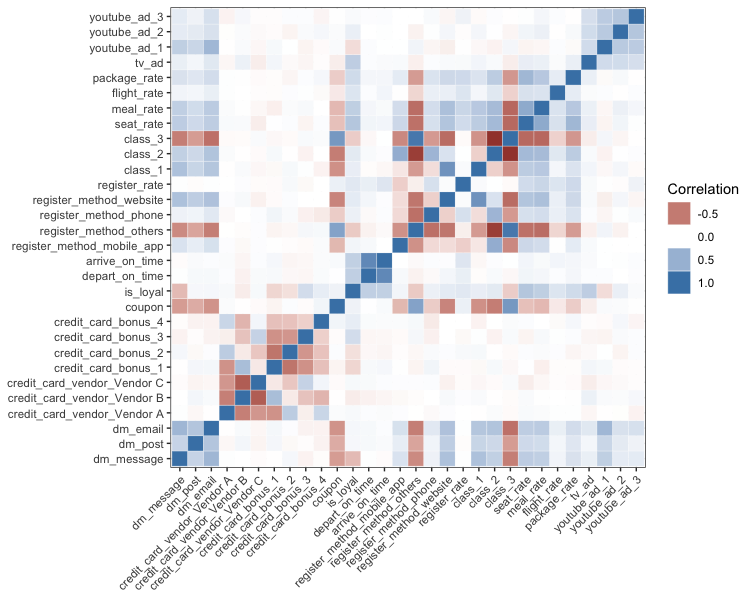 youtube_ad_3
youtube_ad_2
youtube_ad_1
tv_ad
package_rate
flight_rate
meal_rate
seat_rate
class_3
class_2
class_1
register_rate
register_method_website
register_method_phone
register_method_others
register_method_mobile_app
arrive_on_time
depart_on_time
is_loyal
coupon
credit_card_bonus_4
credit_card_bonus_3
credit_card_bonus_2
credit_card_bonus_1
credit_card_vendor_Vendor C
credit_card_vendor_Vendor B
credit_card_vendor_Vendor A
dm_email
dm_post
dm_message
dm_message
dm_post
dm_email
credit_card_vendor_Vendor A
credit_card_vendor_Vendor B
credit_card_vendor_Vendor C
credit_card_bonus_1
credit_card_bonus_2
credit_card_bonus_3
credit_card_bonus_4
coupon
is_loyal
depart_on_time
arrive_on_time
register_method_mobile_app
register_method_others
register_method_phone
register_method_website
register_rate
class_1
class_2
class_3
seat_rate
meal_rate
flight_rate
package_rate
tv_ad
youtube_ad_1
youtube_ad_2
youtube_ad_3
Correlation
-0.5
0.0
0.5
1.0